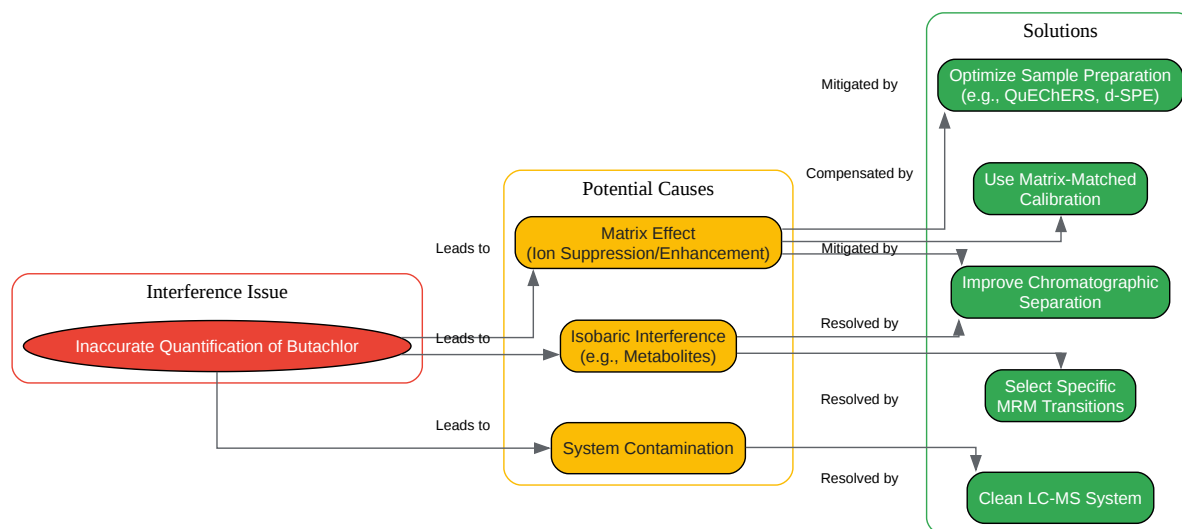 Interference Issue
Inaccurate Quantification of Butachlor
Leads to
Leads to
Leads to
Potential Causes
Matrix Effect
(Ion Suppression/Enhancement)
Isobaric Interference
(e.g., Metabolites)
System Contamination
Mitigated by
Compensated by
Mitigated by
Resolved by
Resolved by
Resolved by
Solutions
Optimize Sample Preparation
(e.g., QuEChERS, d-SPE)
Use Matrix-Matched
Calibration
Improve Chromatographic
Separation
Select Specific
MRM Transitions
Clean LC-MS System